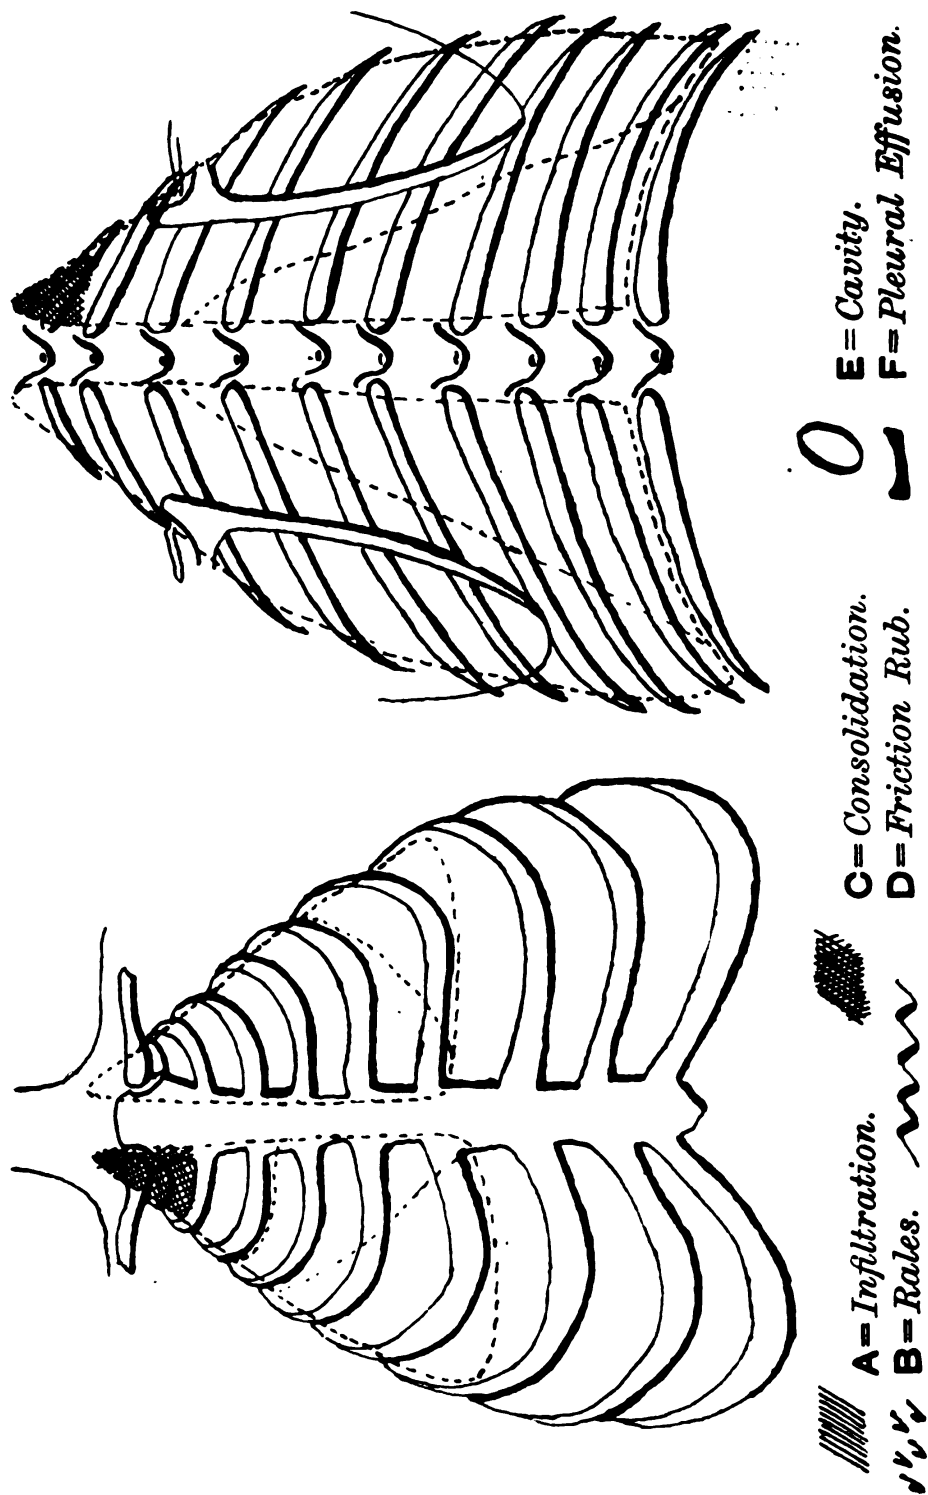 A=Infiltration.
B=Rales.
C=Consolidation.
D=Friction Rub.
E=Cavity.
F=Pleural Effusion.